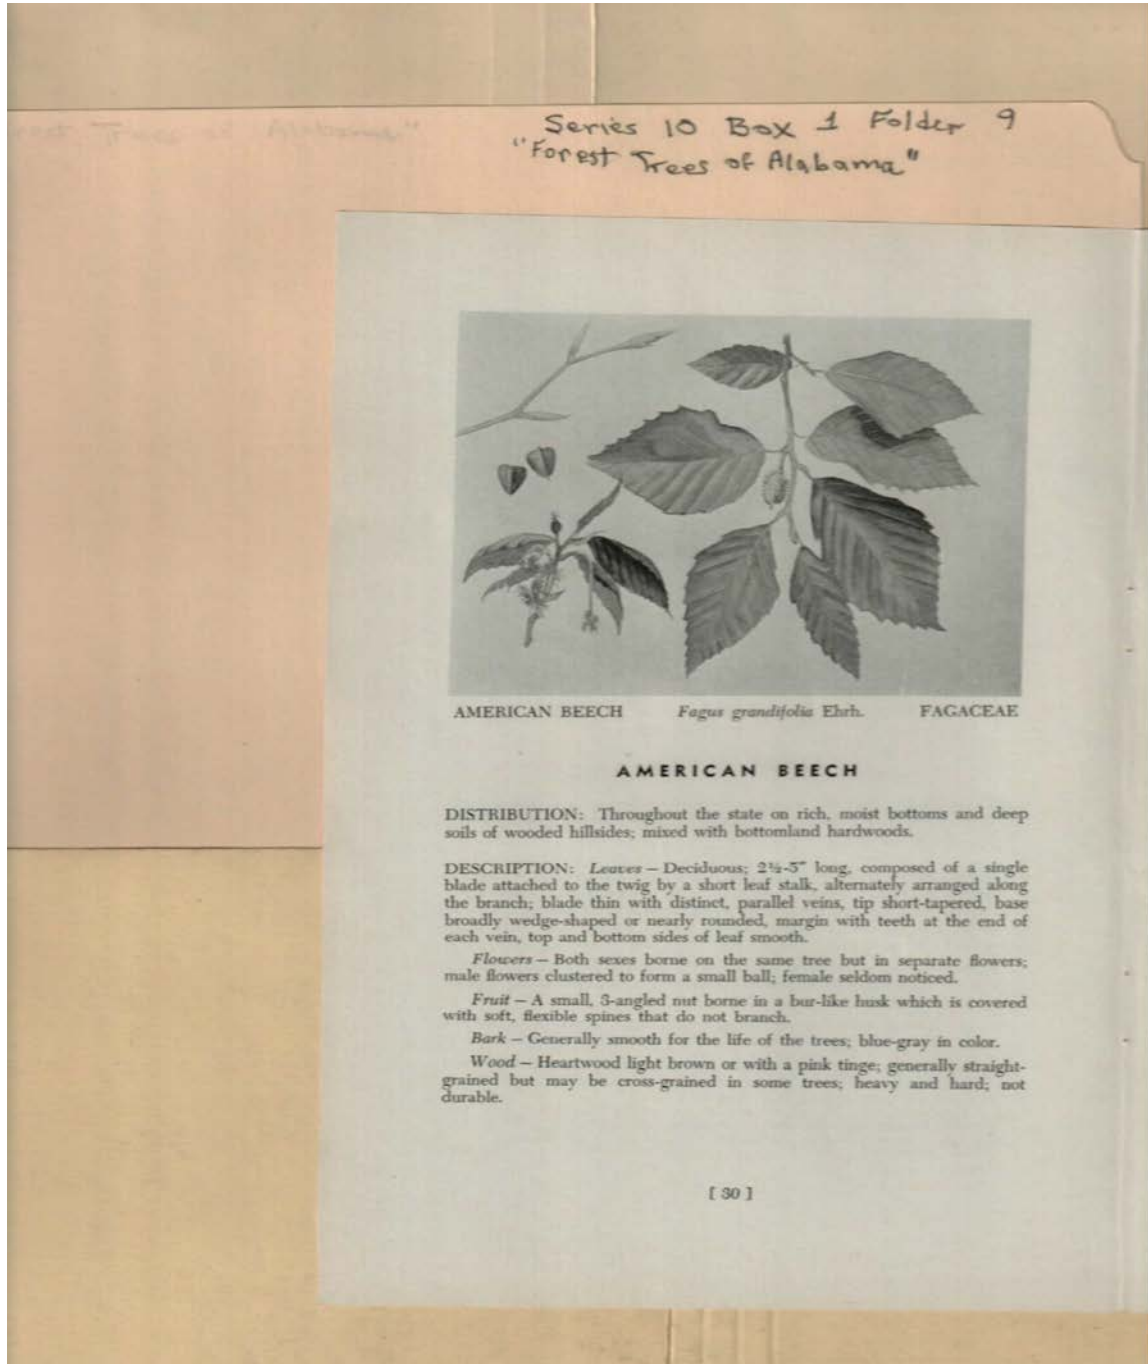 Series 10 Box 1 Folder 9
"Forest Trees of Alabama"
Trees of Alabama"
AMERICAN BEECH Fagus grandifolia Ehrh. FAGACEAE
AMERICAN BEECH
DISTRIBUTION: Throughout the state on rich, moist bottoms and deep
soils of wooded hillsides; mixed with bottomland hardwoods.
DESCRIPTION: Leaves — Deciduous; 2½-5" long, composed of a single
blade attached to the twig by a short leaf stalk, alternately arranged along
the branch; blade thin with distinct, parallel veins, tip short-tapered, base
broadly wedge-shaped or nearly rounded, margin with teeth at the end of
each vein, top and bottom sides of leaf smooth.
Flowers — Both sexes borne on the same tree but in separate flowers;
male flowers clustered to form a small ball; female seldom noticed.
Fruit — A small, 3-angled nut borne in a bur-like husk which is covered
with soft, flexible spines that do not branch.
Bark — Generally smooth for the life of the trees; blue-gray in color.
Wood — Heartwood light brown or with a pink tinge; generally straight-
grained but may be cross-grained in some trees; heavy and hard; not
durable.
[ 30 ]